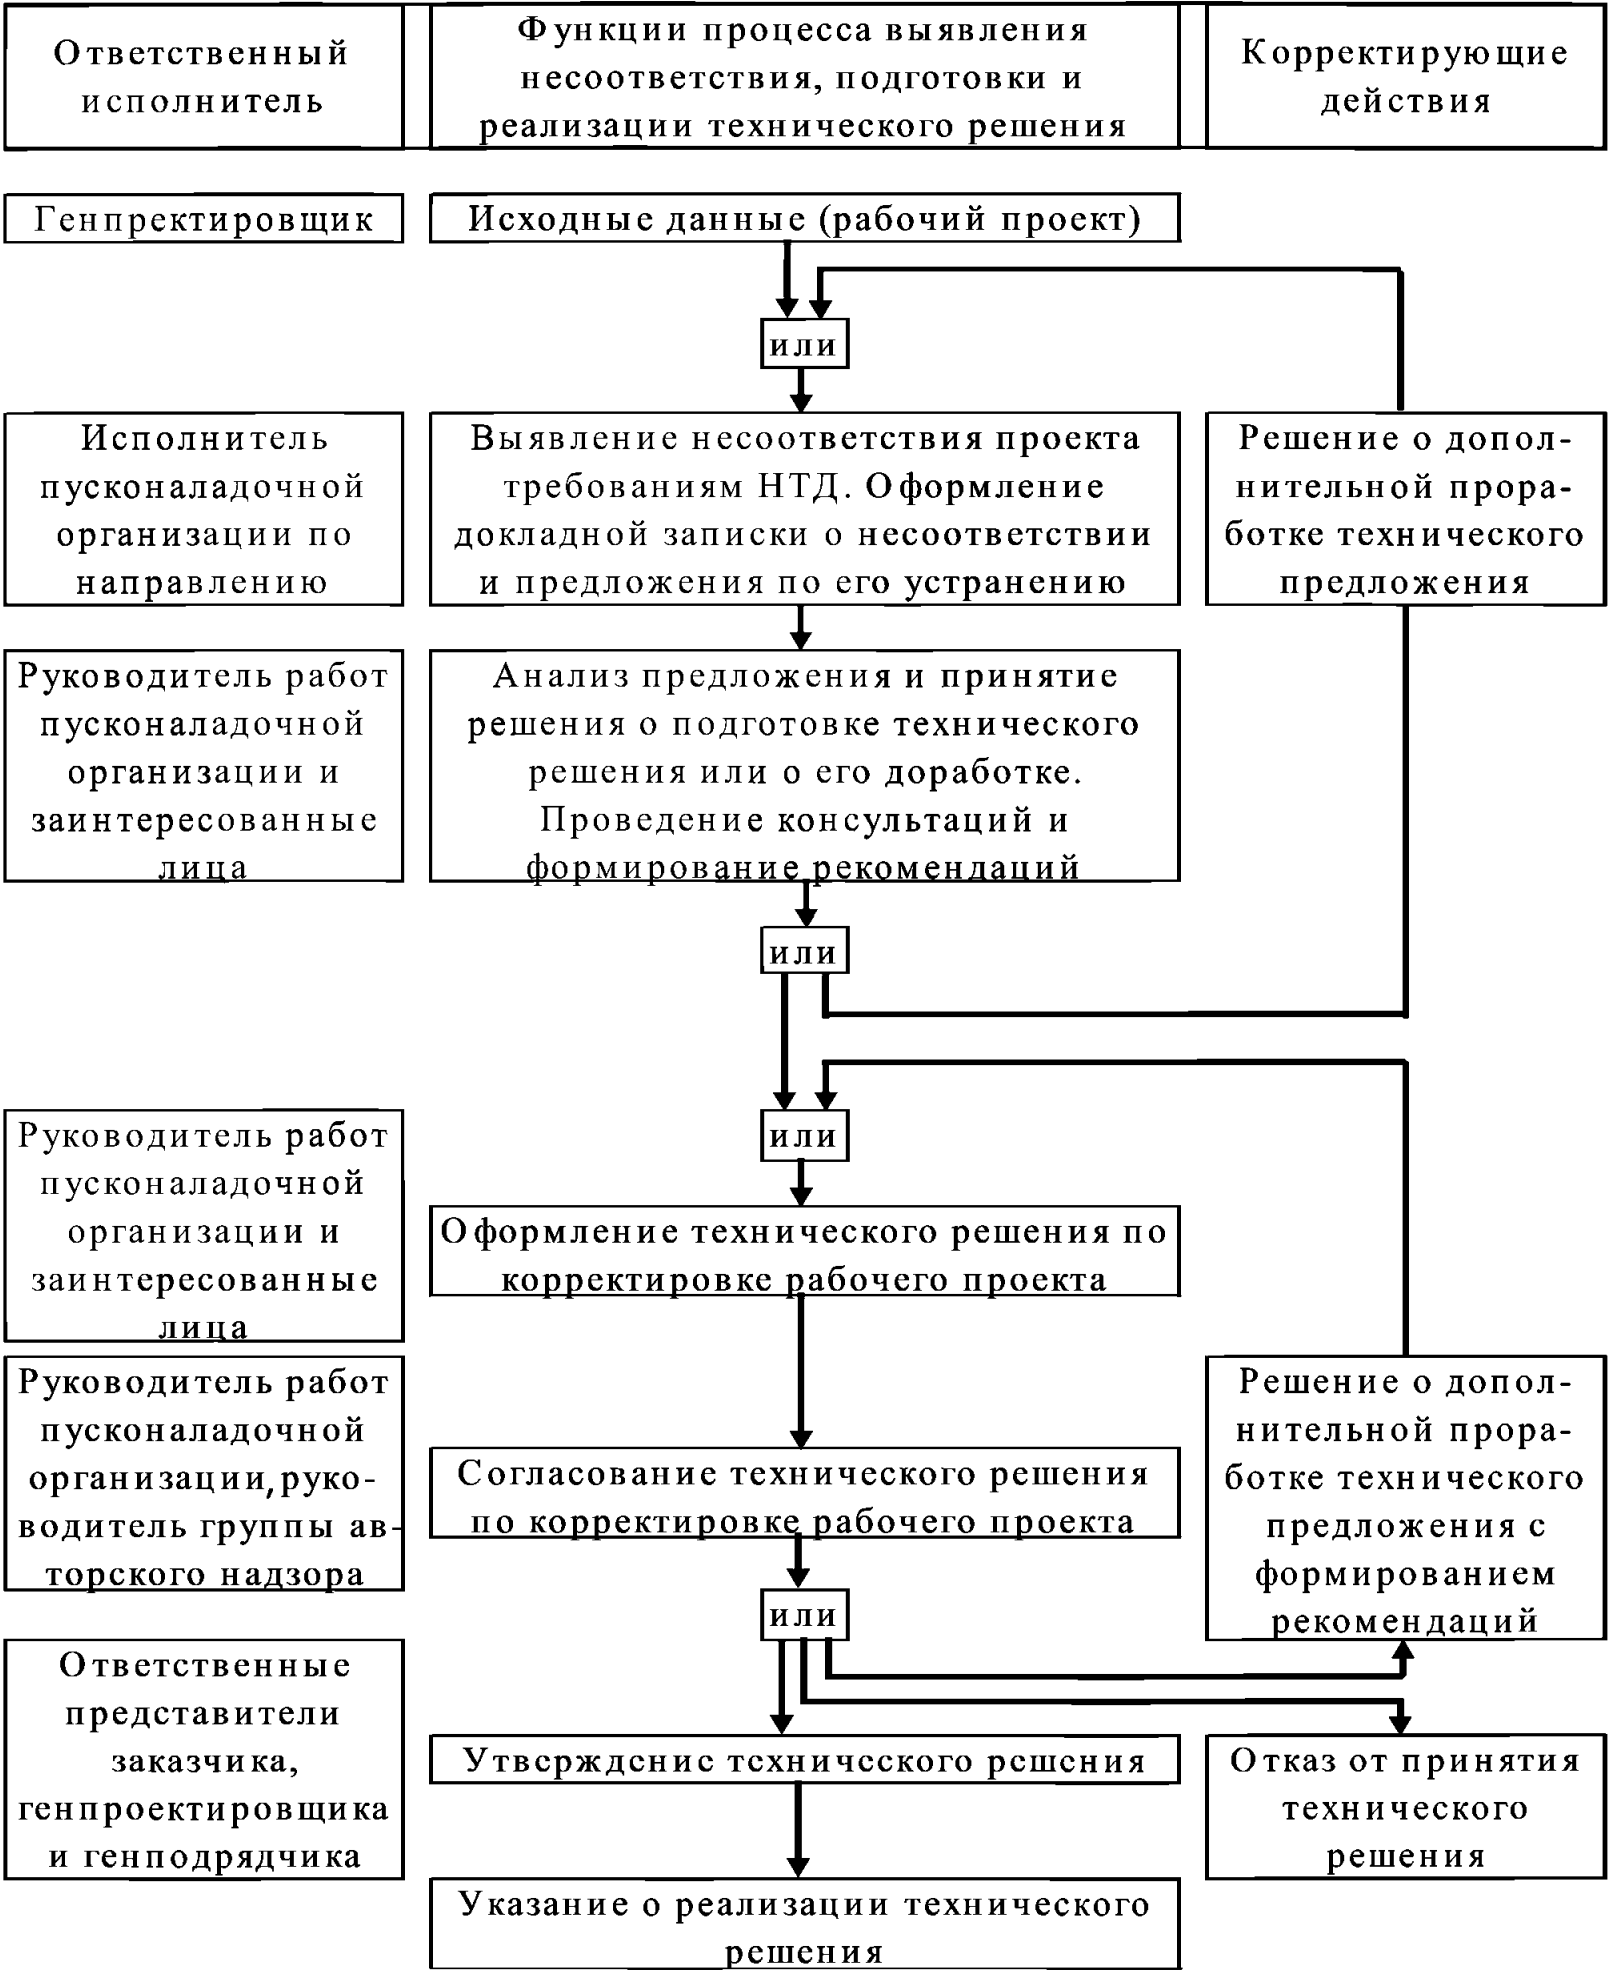 Ответственный
исполнитель
Функции процесса выявления
несоответствия, подготовки и
реализации технического решения
Корректирующие
действия
Генпректировщик
Исходные данные (рабочий проект)
или
Исполнитель
пусконаладочной
организации по
направлению
Выявление несоответствия проекта
требованиям НТД. Оформление
докладной записки о несоответствии
и предложения по его устранению
Решение о допол-
нительной прора-
ботке технического
предложения
Руководитель работ
пусконаладочной
организации и
заинтересованные
лица
Анализ предложения и принятие
решения о подготовке технического
решения или о его доработке.
Проведение консультаций и
формирование рекомендаций
или
или
Руководитель работ
пусконаладочной
организации и
заинтересованные
лица
Оформление технического решения по
корректировке рабочего проекта
Руководитель работ
пусконаладочной
организации, руко-
водитель группы ав-
торского надзора
Согласование технического решения
по корректировке рабочего проекта
Решение о допол-
нительной прора-
ботке технического
предложения с
формированием
рекомендаций
или
Ответственные
представители
заказчика,
генпроектировщика
и генподрядчика
Утверждение технического решения
Отказ от принятия
технического
решения
Указание о реализации технического
решения